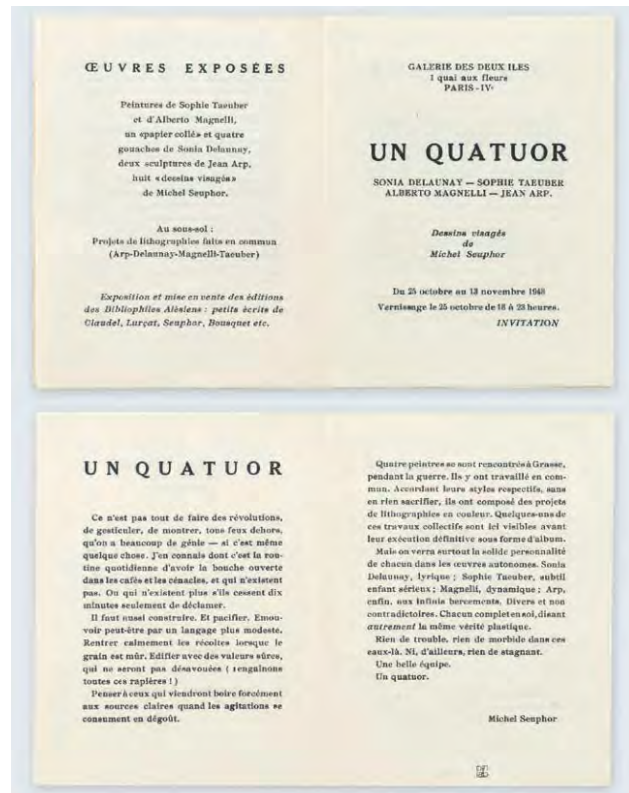 ŒUVRES EXPOSÉES
Peintures de Sophie Taeuber
et d'Alberto Magnelli,
un «papier collé» et quatre
gouaches de Sonia Delaunay,
deux sculptures de Jean Arp,
huit «dessins visagés»
de Michel Seuphor.
Au sous-sol :
Projets de lithographies faits en commun
(Arp-Delaunay-Magnelli-Taeuber)
Exposition et mise en vente des éditions
des Bibliophiles Alésiens : petits écrits de
Claudel, Lurçat, Seuphor, Bousquet etc.
GALERIE DES DEUX ILES
1 quai aux fleurs
PARIS-IVe
UN QUATUOR
SONIA DELAUNAY — SOPHIE TAEUBER
ALBERTO MAGNELLI — JEAN ARP.
Dessins visagés
de
Michel Seuphor
Du 25 octobre au 13 novembre 1948
Vernissage le 25 octobre de 18 à 23 heures.
INVITATION
UN QUATUOR
Ce n'est pas tout de faire des révolutions,
de gesticuler, de montrer, tous feux dehors,
qu'on a beaucoup de génie — si c'est même
quelque chose. J'en connais dont c'est la rou-
tine quotidienne d'avoir la bouche ouverte
dans les cafés et les cénacles, et qui n'existent
pas. Ou qui n'existent plus s'ils cessent dix
minutes seulement de déclamer.
Il faut aussi construire. Et pacifier. Emou-
voir peut-être par un langage plus modeste.
Rentrer calmement les récoltes lorsque le
grain est mûr. Edifier avec des valeurs sûres,
qui ne seront pas désavouées ( rengainons
toutes ces rapières ! )
Penser à ceux qui viendront boire forcément
aux sources claires quand les agitations se
consument en dégoût.
Quatre peintres se sont rencontrés à Grasse,
pendant la guerre. Ils y ont travaillé en com-
mun. Accordant leurs styles respectifs, sans
en rien sacrifier, ils ont composé des projets
de lithographies en couleur. Quelques-uns de
ces travaux collectifs sont ici visibles avant
leur exécution définitive sous forme d'album.
Mais on verra surtout la solide personnalité
de chacun dans les œuvres autonomes. Sonia
Delaunay, lyrique ; Sophie Taeuber, subtil
enfant sérieux ; Magnelli, dynamique ; Arp,
enfin, aux infinis bercements. Divers et non
contradictoires. Chacun complet en soi, disant
autrement la même vérité plastique.
Rien de trouble, rien de morbide dans ces
eaux-là. Ni, d'ailleurs, rien de stagnant.
Une belle équipe.
Un quatuor.
Michel Seuphor